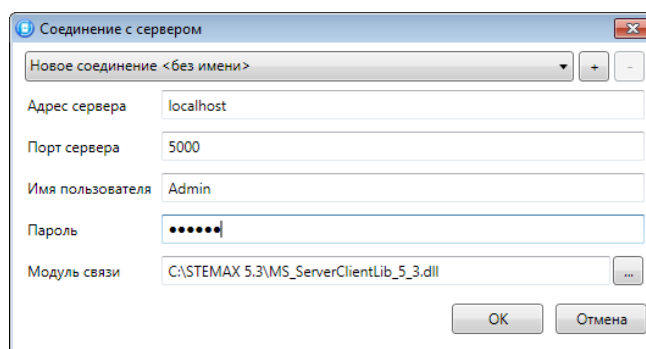 Соединение с сервером
Новое соединение <без имени>
+
-
Адрес сервера localhost
Порт сервера 5000
Имя пользователя Admin
Пароль ●●●●●●
Модуль связи C:\STEMAX 5.3\MS_ServerClientLib_5_3.dll ...
OK Отмена